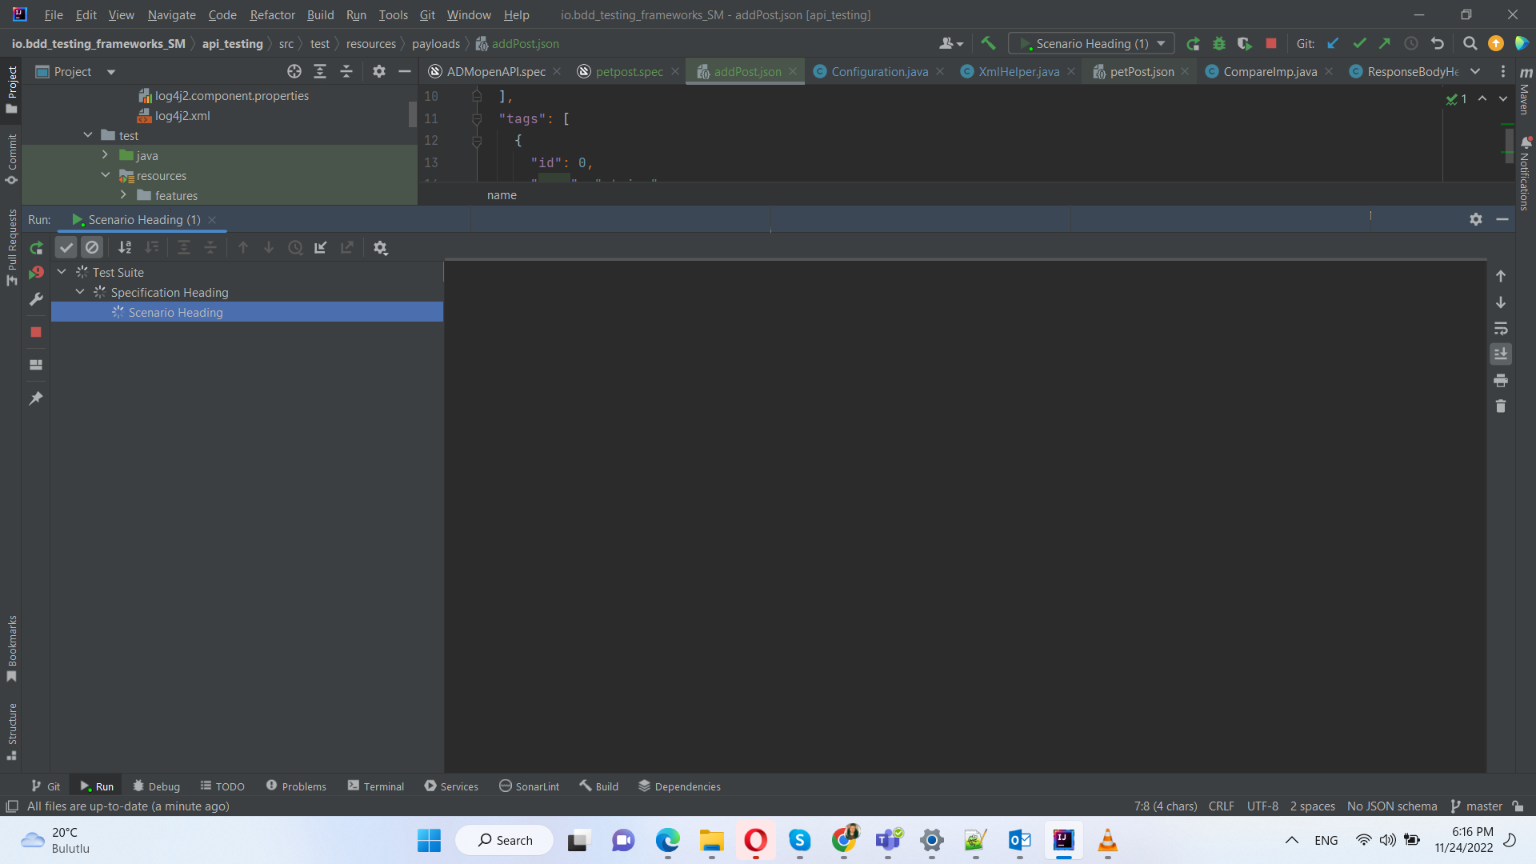 File Edit View Navigate Code Refactor Build Run Tools Git Window Help io.bdd_testing_frameworks_SM - addPost.json [api_testing]
io.bdd_testing_frameworks_SM api_testing src test resources payloads addPost.json Scenario Heading (1) Git:
Project ADMopenAPI.spec petpost.spec addPost.json Configuration.java XmlHelper.java petPost.json CompareImp.java ResponseBodyHe
log4j2.component.properties
log4j2.xml
test
java
resources
features
10 ],
11 "tags": [
12 {
13 "id": 0,
name
1
Project
Commit
Pull Requests
Bookmarks
Structure
Maven
Notifications
Run: Scenario Heading (1)
Test Suite
Specification Heading
Scenario Heading
Git Run Debug TODO Problems Terminal Services SonarLint Build Dependencies
All files are up-to-date (a minute ago) 7:8 (4 chars) CRLF UTF-8 2 spaces No JSON schema master
20°C
Bulutlu
Search
ENG
6:16 PM
11/24/2022